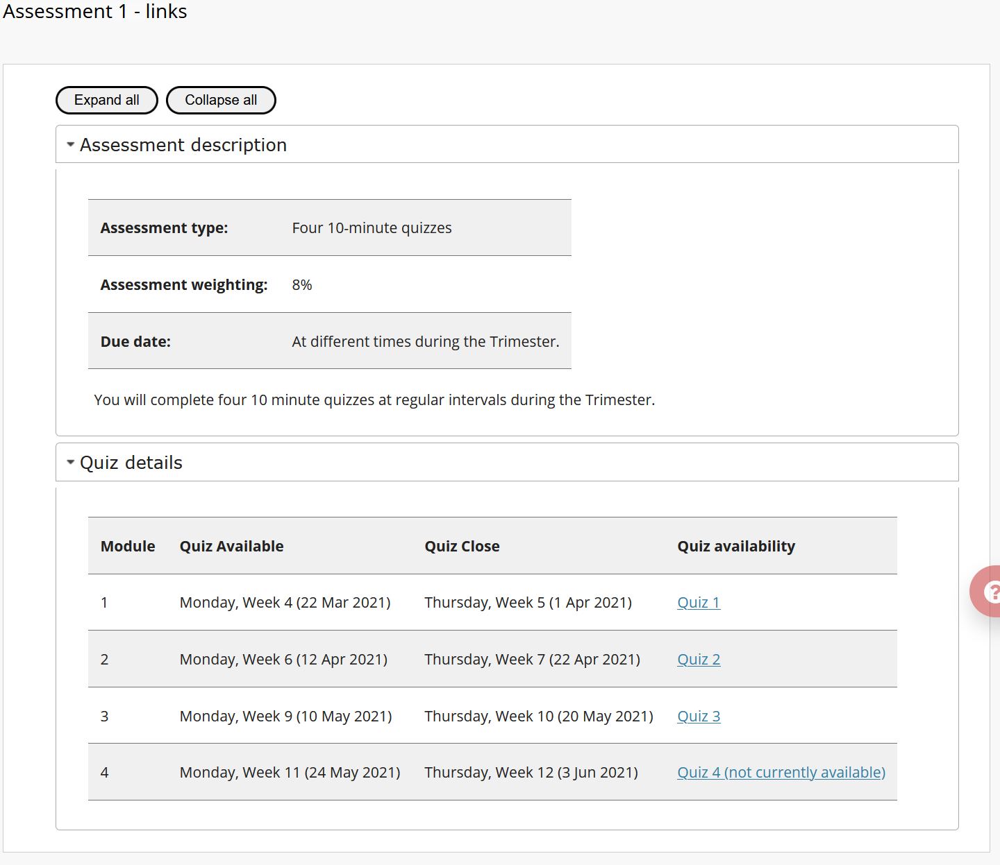 Assessment 1 - links
Expand all Collapse all
Assessment description
Assessment type: Four 10-minute quizzes
Assessment weighting: 8%
Due date: At different times during the Trimester.
You will complete four 10 minute quizzes at regular intervals during the Trimester.
Quiz details
Module Quiz Available Quiz Close Quiz availability
1 Monday, Week 4 (22 Mar 2021) Thursday, Week 5 (1 Apr 2021) Quiz 1
2 Monday, Week 6 (12 Apr 2021) Thursday, Week 7 (22 Apr 2021) Quiz 2
3 Monday, Week 9 (10 May 2021) Thursday, Week 10 (20 May 2021) Quiz 3
4 Monday, Week 11 (24 May 2021) Thursday, Week 12 (3 Jun 2021) Quiz 4 (not currently available)
?